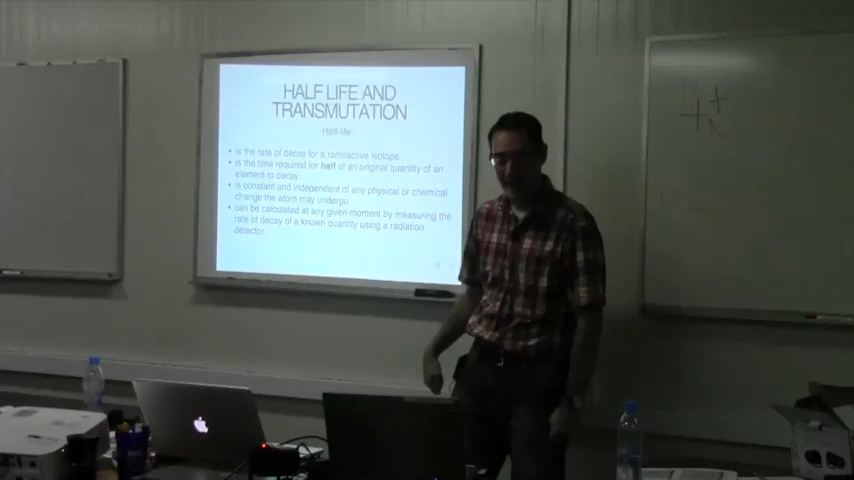 HALF LIFE AND
TRANSMUTATION
Half-life:
• is the rate of decay for a radioactive isotope.
• is the time required for half of an original quantity of an
element to decay.
• is constant and independent of any physical or chemical
change the atom may undergo.
• can be calculated at any given moment by measuring the
rate of decay of a known quantity using a radiation
detector.